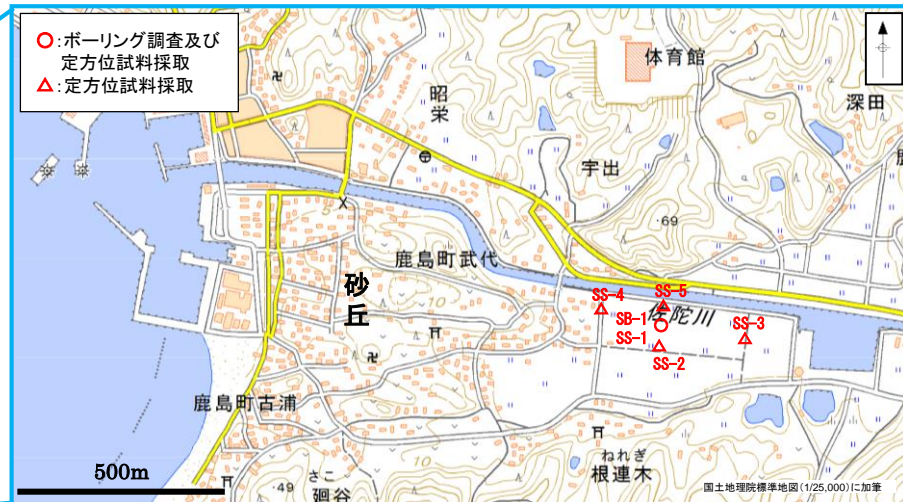 ○:ボーリング調査及び
定方位試料採取
△:定方位試料採取
体育館
深田
昭栄
宇出
69
5
鹿島町武代
砂丘
10
SS-4
SS-5
佐陀川
SB-1
SS-1
SS-3
SS-2
鹿島町古浦
500m
49
さこ
廻谷
10
ねれぎ
根連木
国土地理院標準地図(1/25,000)に加筆